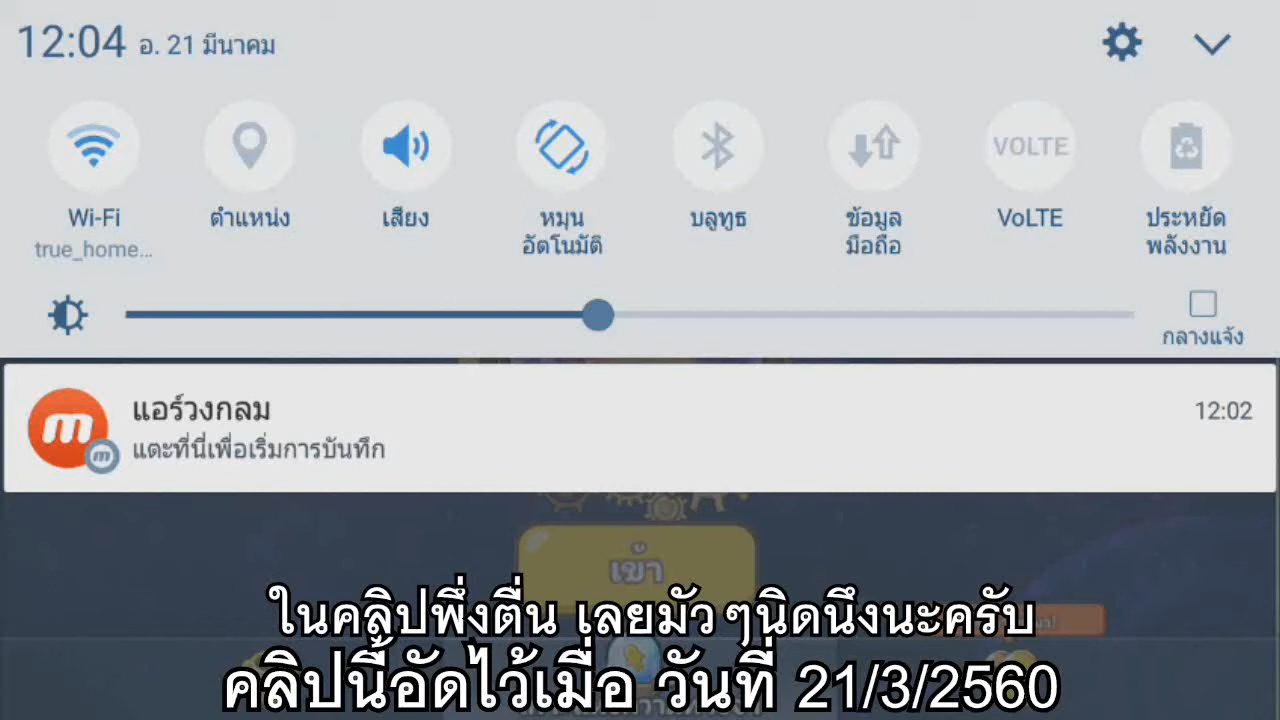 12:04 อ. 21 มีนาคม
VOLTE
Wi-Fi ตำแหน่ง เสียง หมุน บลูทูธ ข้อมูล VoLTE ประหยัด
true_home... อัตโนมัติ มือถือ พลังงาน
กลางแจ้ง
แอร์วงกลม 12:02
แตะที่นี่เพื่อเริ่มการบันทึก
เข้า
ในคลิปพึ่งตื่น เลยมัวๆนิดนึงนะครับ
คลิปนี้อัดไว้เมื่อ วันที่ 21/3/2560